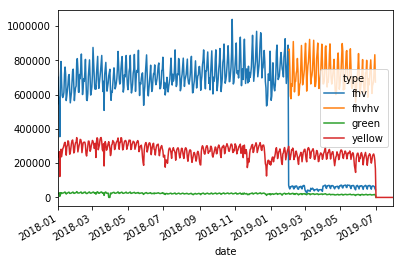 1000000
800000
600000
400000
200000
0
type
fhv
fhvhv
green
yellow
2018-01
2018-03
2018-05
2018-07
2018-09
2018-11
2019-01
2019-03
2019-05
2019-07
date